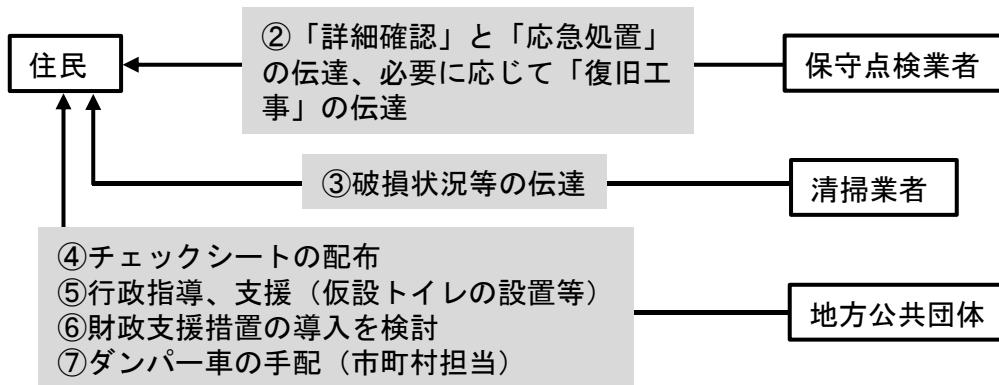 住民
②「詳細確認」と「応急処置」
の伝達、必要に応じて「復旧工
事」の伝達
保守点検業者
③破損状況等の伝達
清掃業者
④チェックシートの配布
⑤行政指導、支援（仮設トイレの設置等）
⑥財政支援措置の導入を検討
⑦ダンパー車の手配（市町村担当）
地方公共団体